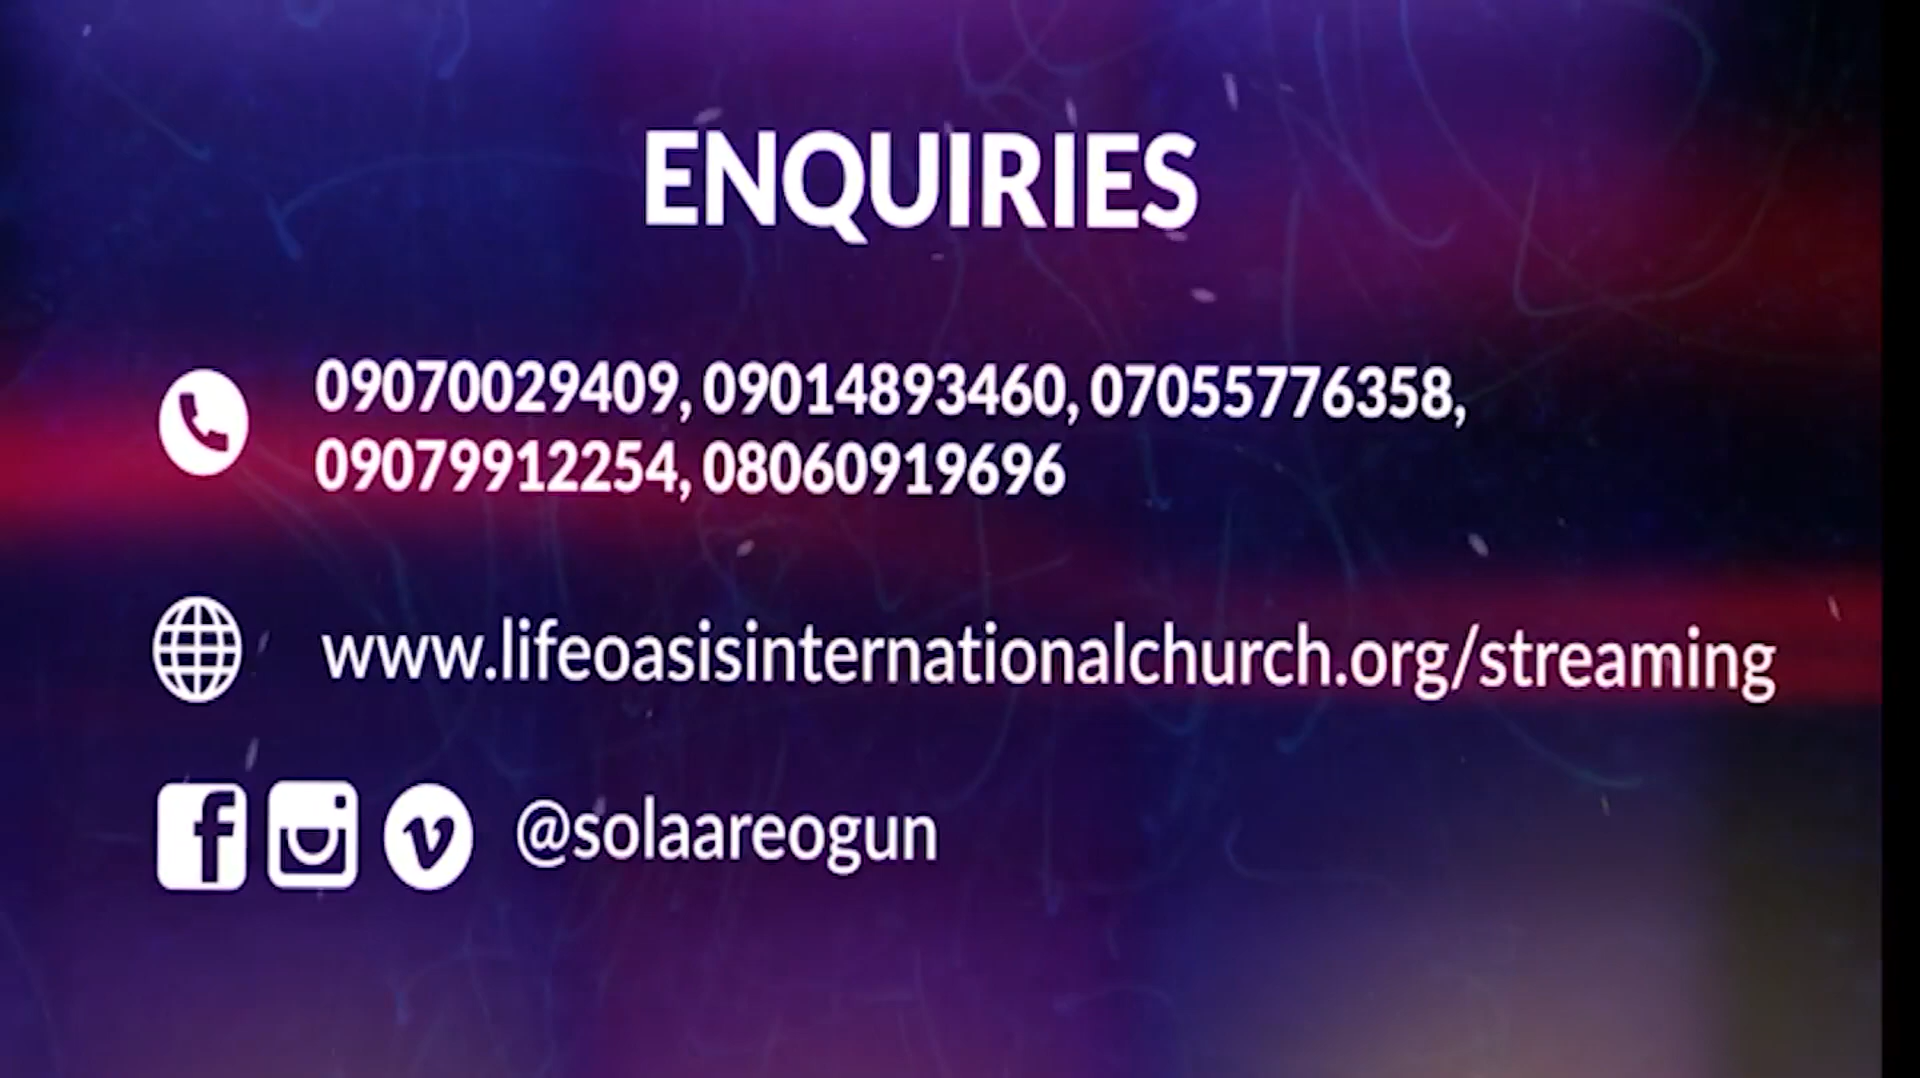 ENQUIRIES
09070029409, 09014893460, 07055776358,
09079912254, 08060919696
www.lifeoasisinternationalchurch.org/streaming
@solaareogun